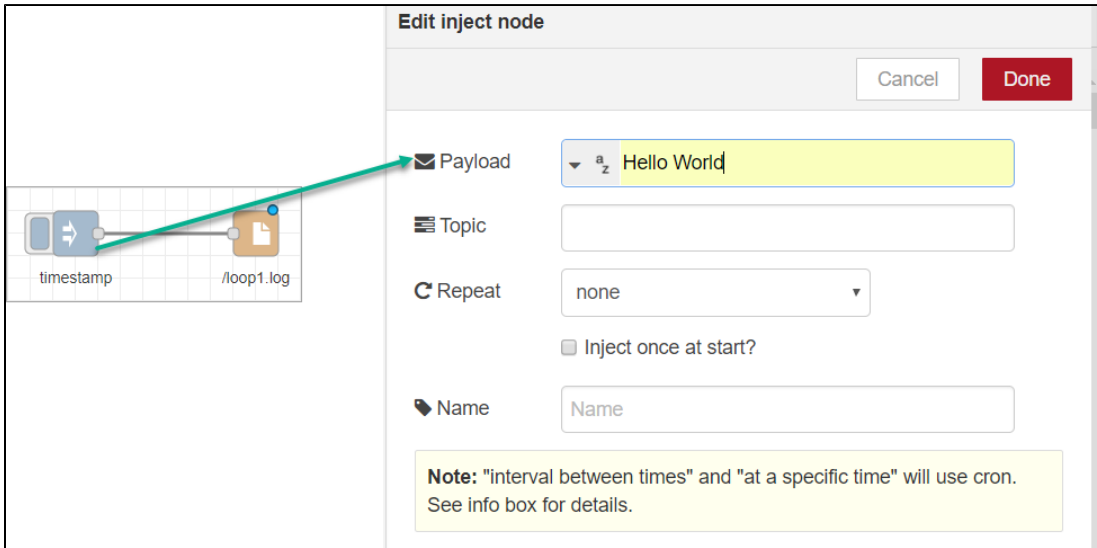 Edit inject node
Cancel
Done
Payload
a
z
Hello World
Topic
Repeat
none
Inject once at start?
Name
Name
Note: "interval between times" and "at a specific time" will use cron.
See info box for details.
timestamp
/loop1.log